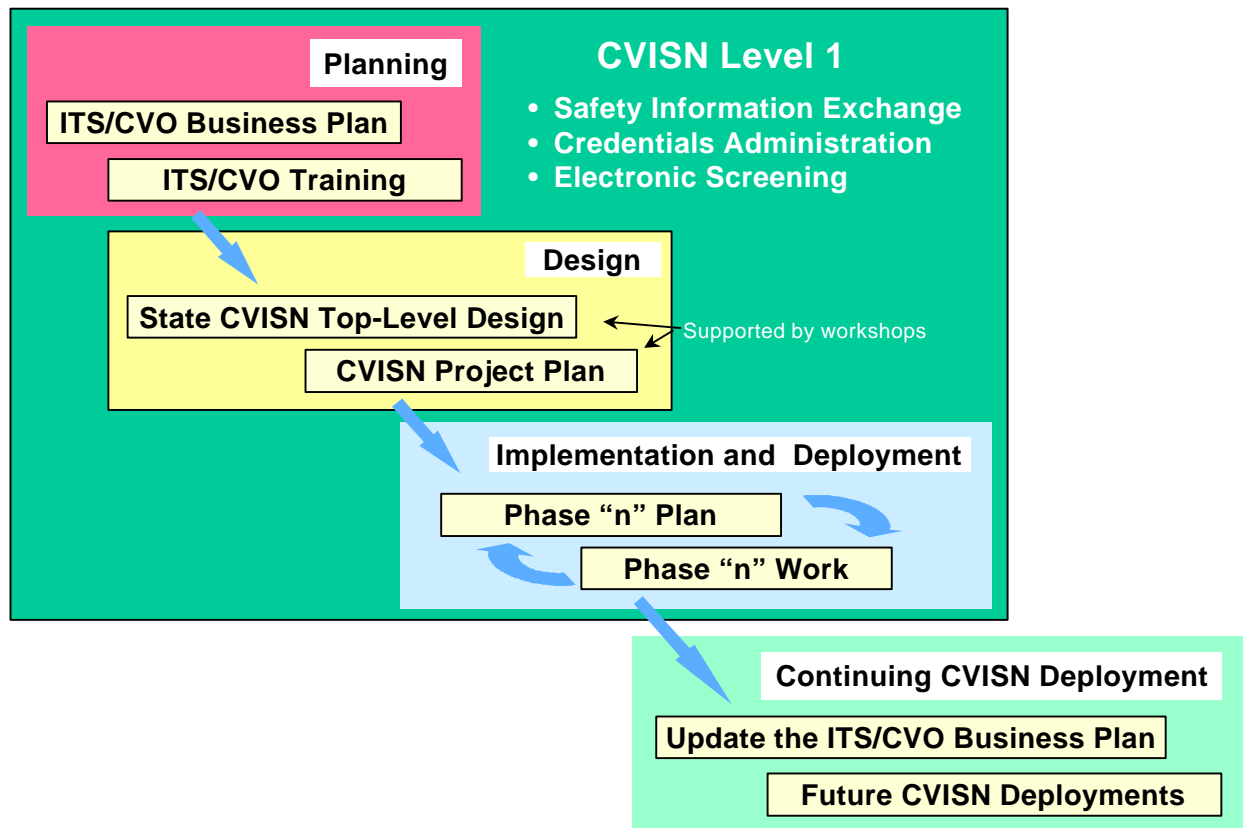 Planning
ITS/CVO Business Plan
ITS/CVO Training
CVISN Level 1
• Safety Information Exchange
• Credentials Administration
• Electronic Screening
Design
State CVISN Top-Level Design
CVISN Project Plan
Supported by workshops
Implementation and Deployment
Phase “n” Plan
Phase “n” Work
Continuing CVISN Deployment
Update the ITS/CVO Business Plan
Future CVISN Deployments